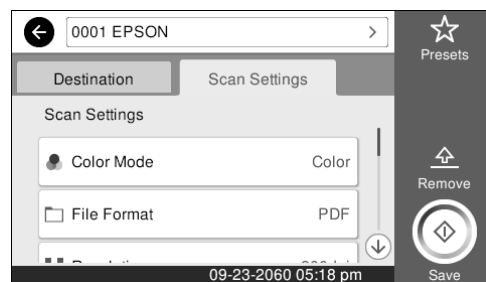 0001 EPSON
Presets
Destination
Scan Settings
Scan Settings
Color Mode
Color
Remove
File Format
PDF
09-23-2060 05:18 pm
Save